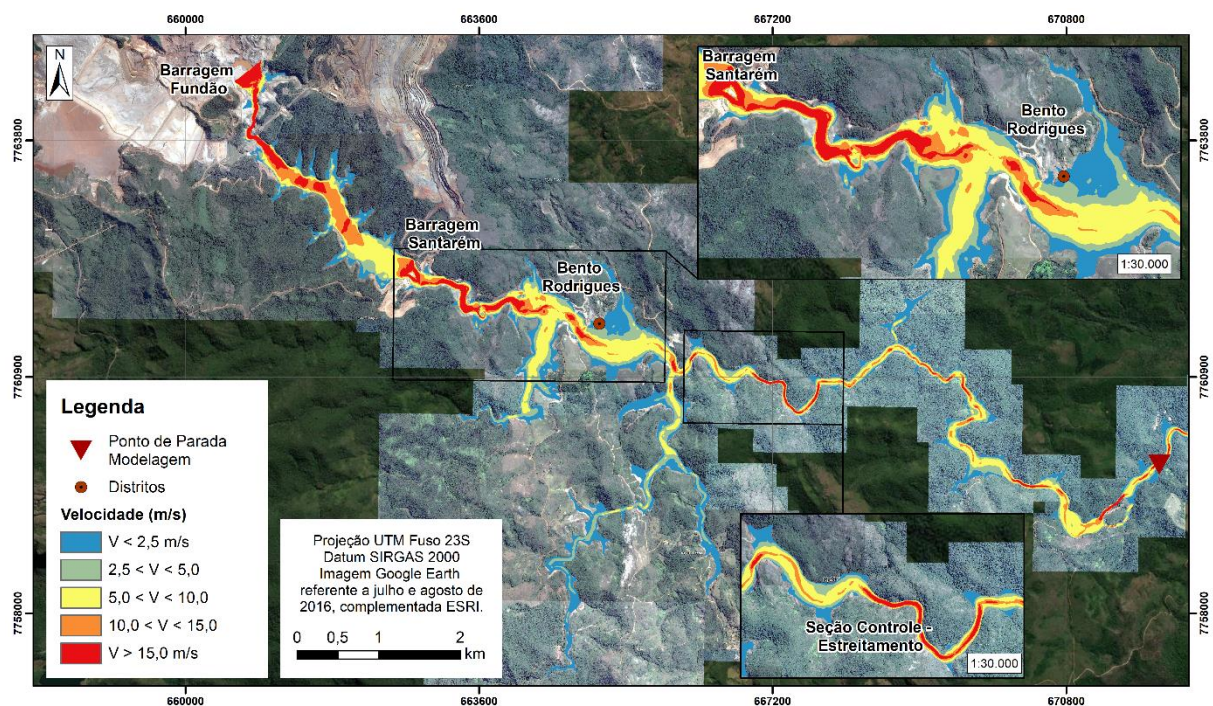 660000
663600
667200
670800
N
Barragem
Fundão
Barragem
Santarém
Bento
Rodrigues
1:30.000
7763800
7763800
Barragem
Santarém
Bento
Rodrigues
7760900
7760900
Legenda
Ponto de Parada
Modelagem
Distritos
Velocidade (m/s)
V < 2,5 m/s
2,5 < V < 5,0
5,0 < V < 10,0
10,0 < V < 15,0
V > 15,0 m/s
Projeção UTM Fuso 23S
Datum SIRGAS 2000
Imagem Google Earth
referente a julho e agosto de
2016, complementada ESRI.
0 0,5 1 2
km
Seção Controle -
Estreitamento
1:30.000
7758000
7758000
660000
663600
667200
670800